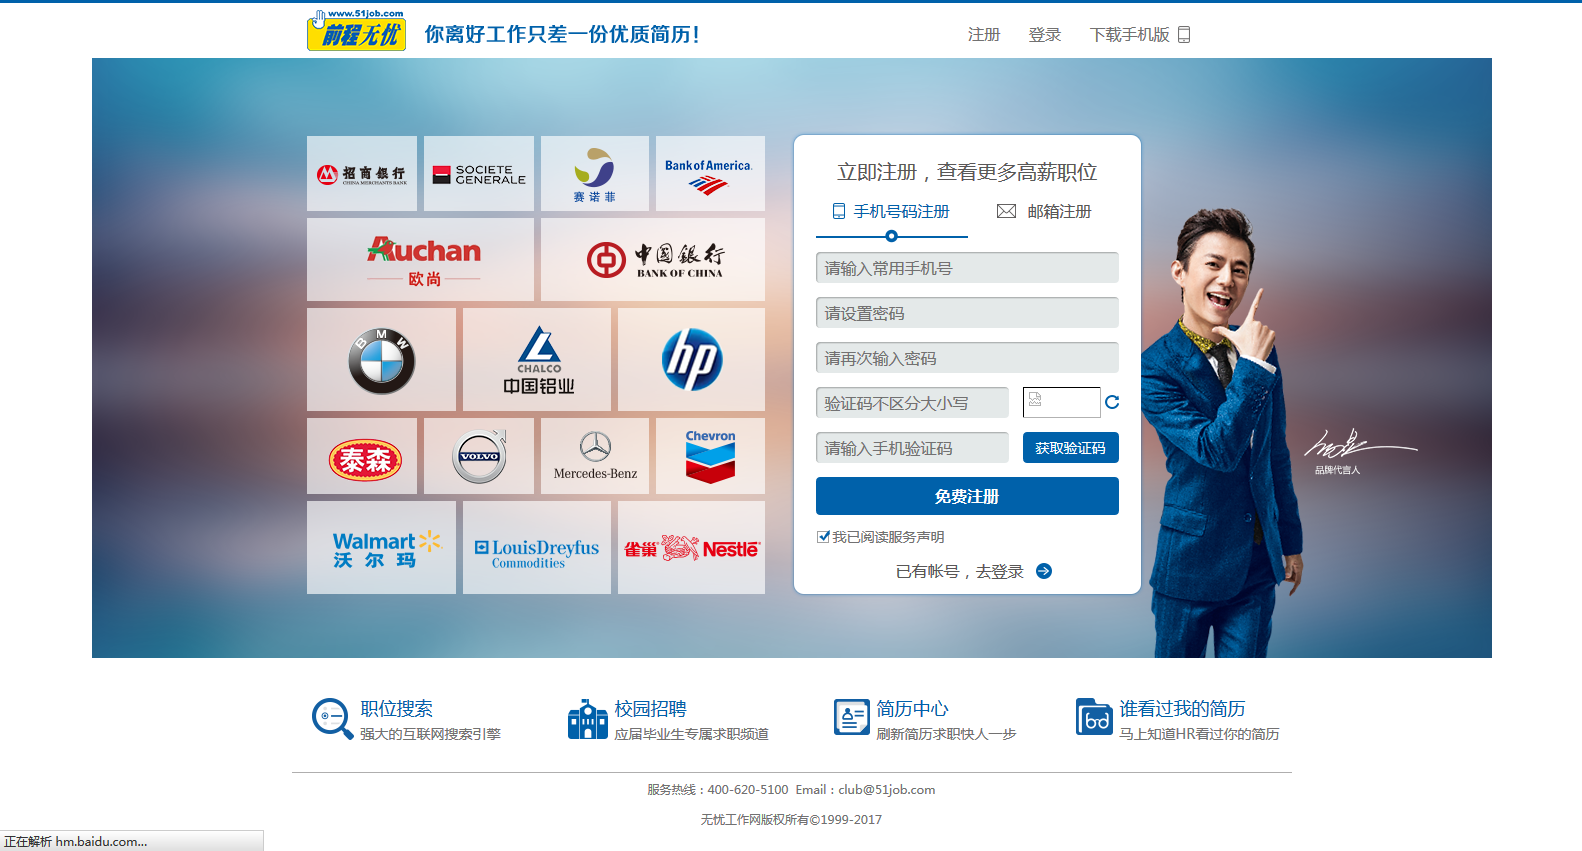 www.51job.com
前程无忧
你离好工作只差一份优质简历！
注册 登录 下载手机版
招商银行
CHINA MERCHANTS BANK
SOCIETE
GENERALE
赛诺菲
Bank of America
Auchan
欧尚
中国銀行
BANK OF CHINA
BMW
CHALCO
中国铝业
hp
泰森
VOLVO
Mercedes-Benz
Chevron
Walmart
沃尔玛
LouisDreyfus
Commodities
雀巢 Nestlé
立即注册，查看更多高薪职位
手机号码注册 邮箱注册
请输入常用手机号
请设置密码
请再次输入密码
验证码不区分大小写
请输入手机验证码 获取验证码
免费注册
我已阅读服务声明
已有帐号，去登录
品牌代言人
职位搜索
强大的互联网搜索引擎
校园招聘
应届毕业生专属求职频道
简历中心
刷新简历求职快人一步
谁看过我的简历
马上知道HR看过你的简历
服务热线：400-620-5100 Email：club@51job.com
无忧工作网版权所有©1999-2017
正在解析 hm.baidu.com...